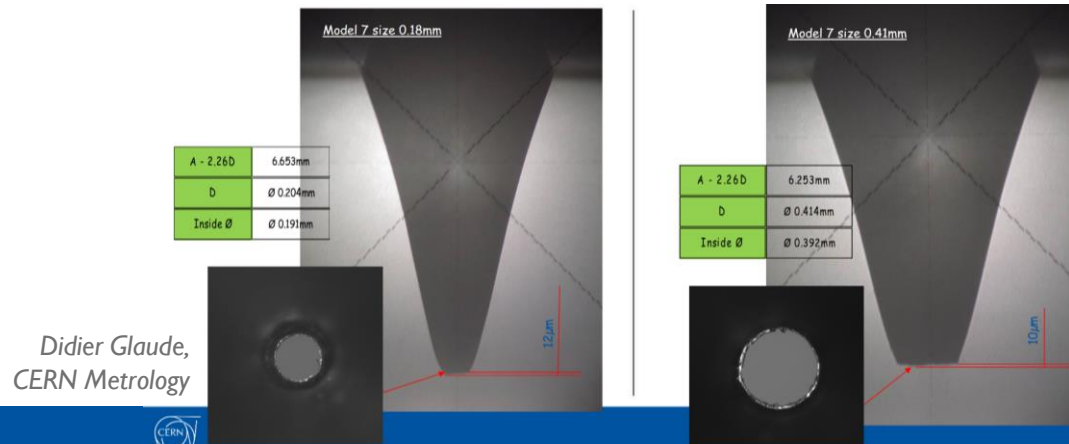 Model 7 size 0.18mm
A - 2.26D 6.653mm
D Ø 0.204mm
Inside Ø Ø 0.191mm
12µm
Didier Glaude,
CERN Metrology
CERN
Model 7 size 0.41mm
A - 2.26D 6.253mm
D Ø 0.414mm
Inside Ø Ø 0.392mm
10µm